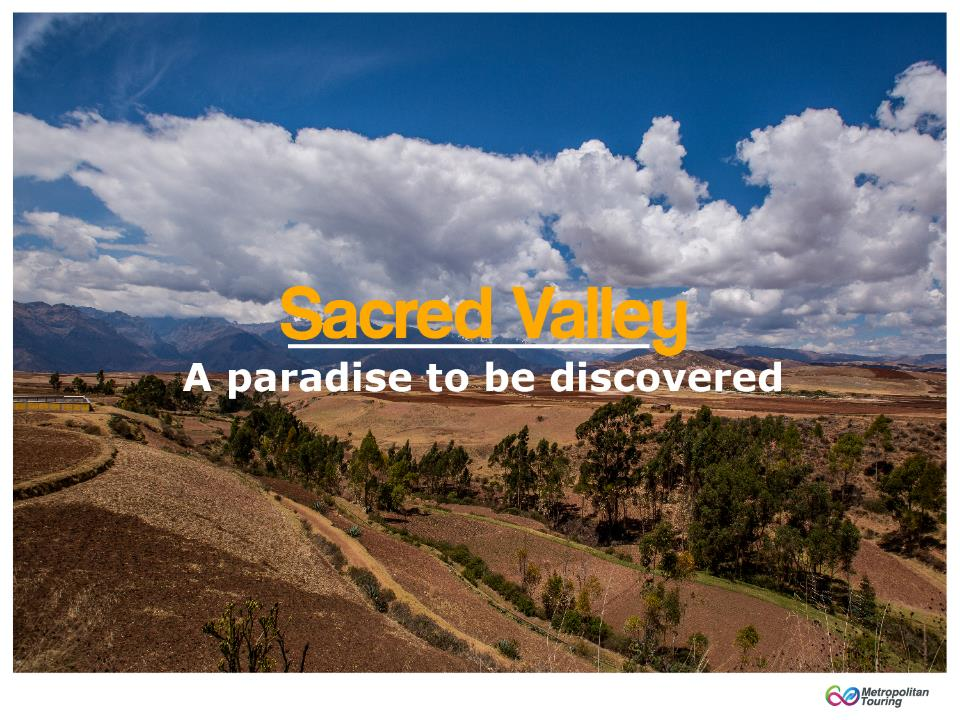 Sacred Valley
A paradise to be discovered
Metropolitan
Touring